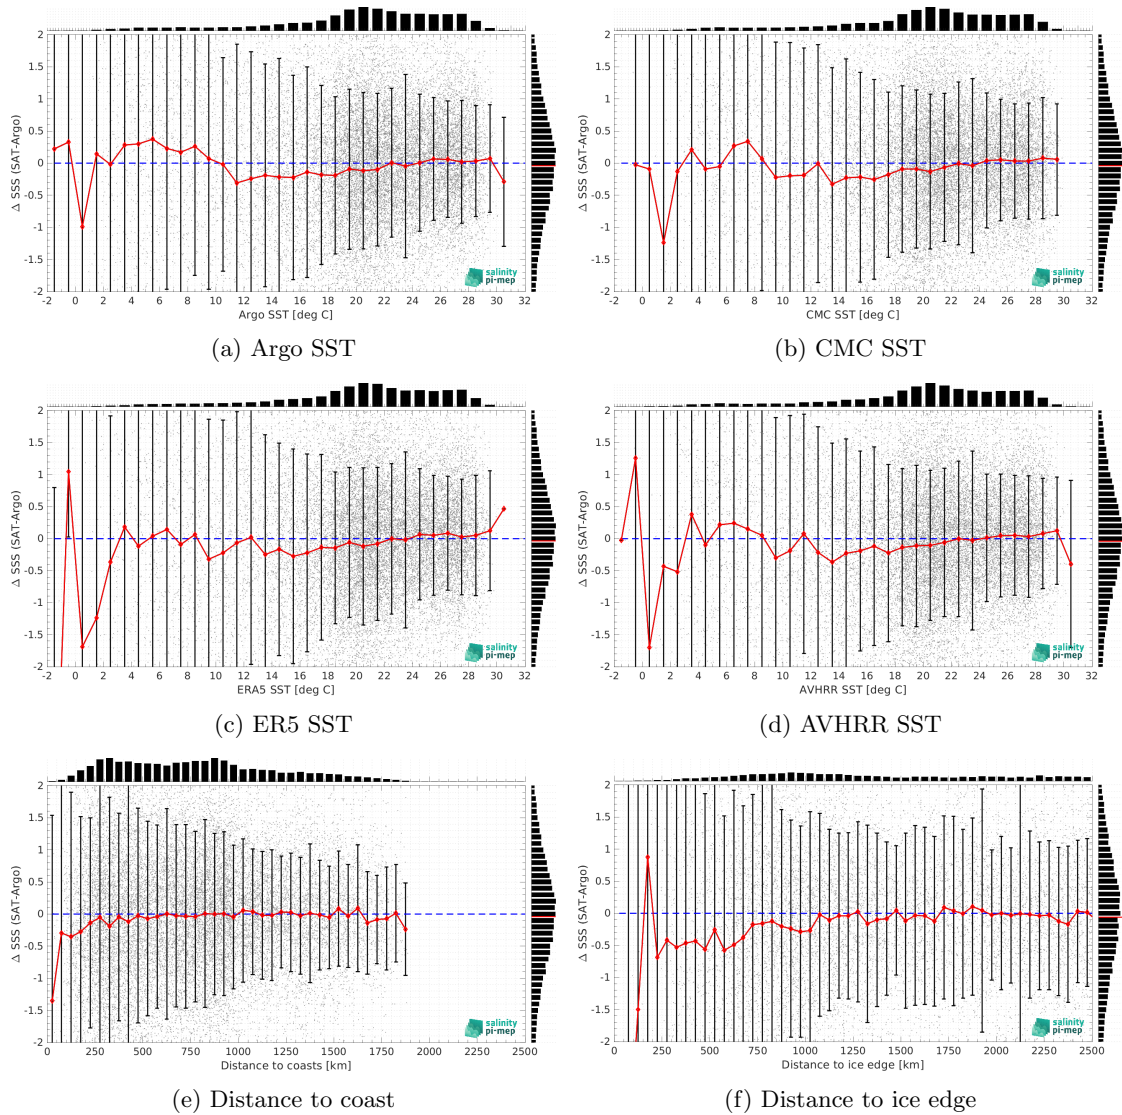 2
1.5
1
0.5
0
-0.5
-1
-1.5
-2
Δ SSS (SAT-Argo)
-2 0 2 4 6 8 10 12 14 16 18 20 22 24 26 28 30 32
Argo SST [deg C]
salinity
pi-mep
(a) Argo SST
2
1.5
1
0.5
0
-0.5
-1
-1.5
-2
Δ SSS (SAT-Argo)
-2 0 2 4 6 8 10 12 14 16 18 20 22 24 26 28 30 32
CMC SST [deg C]
salinity
pi-mep
(b) CMC SST
2
1.5
1
0.5
0
-0.5
-1
-1.5
-2
Δ SSS (SAT-Argo)
-2 0 2 4 6 8 10 12 14 16 18 20 22 24 26 28 30 32
ERA5 SST [deg C]
salinity
pi-mep
(c) ER5 SST
2
1.5
1
0.5
0
-0.5
-1
-1.5
-2
Δ SSS (SAT-Argo)
-2 0 2 4 6 8 10 12 14 16 18 20 22 24 26 28 30 32
AVHRR SST [deg C]
salinity
pi-mep
(d) AVHRR SST
2
1.5
1
0.5
0
-0.5
-1
-1.5
-2
Δ SSS (SAT-Argo)
0 250 500 750 1000 1250 1500 1750 2000 2250 2500
Distance to coasts [km]
salinity
pi-mep
(e) Distance to coast
2
1.5
1
0.5
0
-0.5
-1
-1.5
-2
Δ SSS (SAT-Argo)
0 250 500 750 1000 1250 1500 1750 2000 2250 2500
Distance to ice edge [km]
salinity
pi-mep
(f) Distance to ice edge